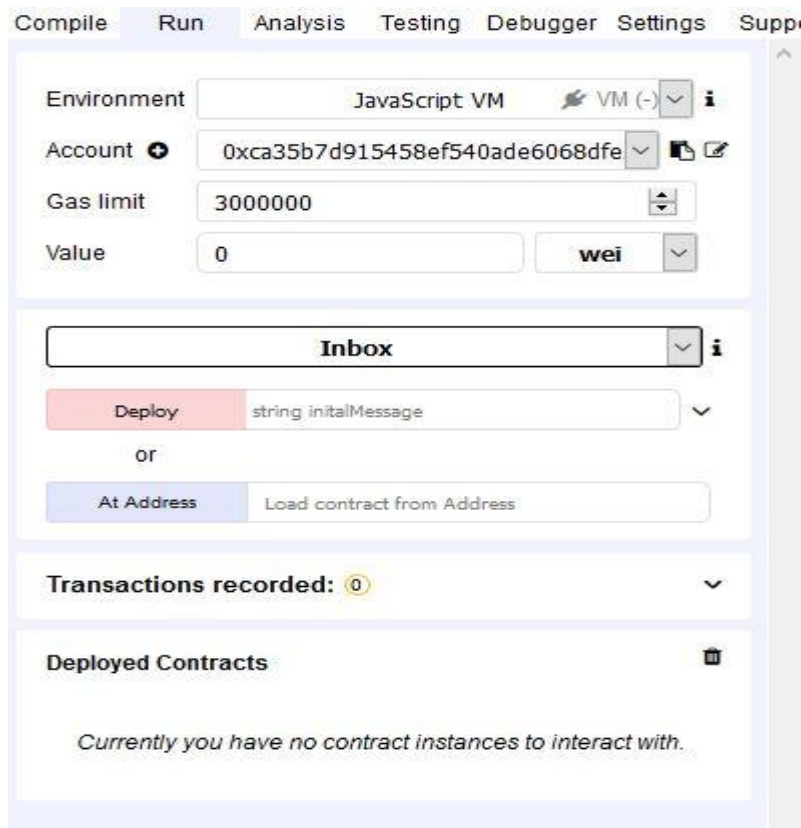 Compile Run Analysis Testing Debugger Settings Suppo
Environment JavaScript VM VM (-) i
Account 0xca35b7d915458ef540ade6068dfe
Gas limit 3000000
Value 0 wei
Inbox i
Deploy string initalMessage
or
At Address Load contract from Address
Transactions recorded: 0
Deployed Contracts
Currently you have no contract instances to interact with.